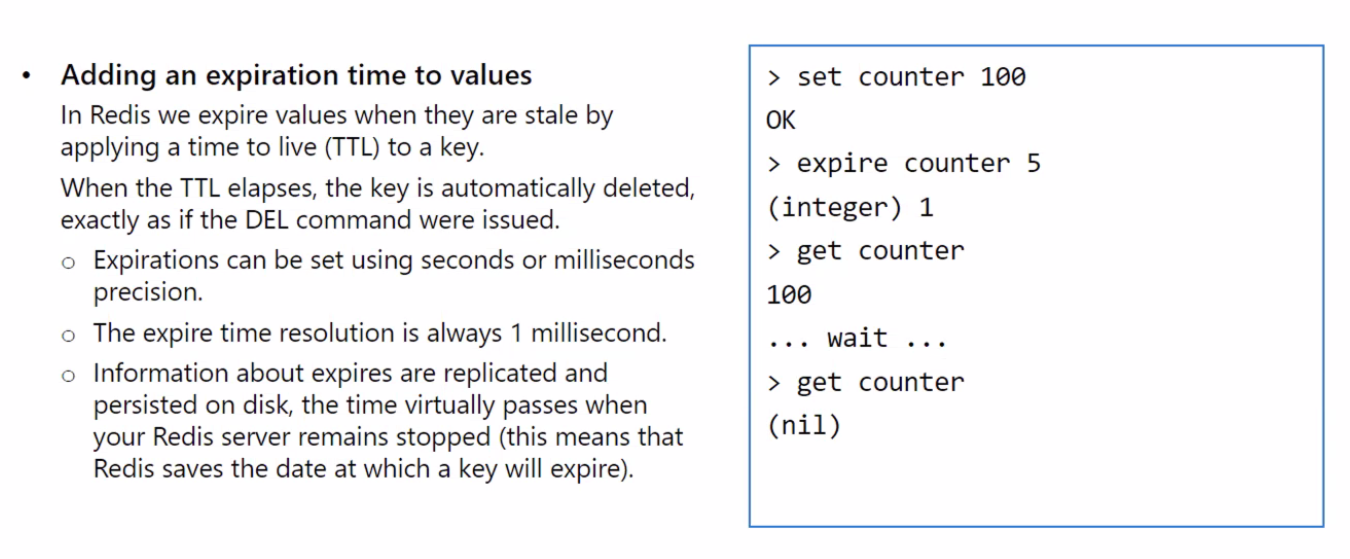 • Adding an expiration time to values
In Redis we expire values when they are stale by
applying a time to live (TTL) to a key.
When the TTL elapses, the key is automatically deleted,
exactly as if the DEL command were issued.
o Expirations can be set using seconds or milliseconds
precision.
o The expire time resolution is always 1 millisecond.
o Information about expires are replicated and
persisted on disk, the time virtually passes when
your Redis server remains stopped (this means that
Redis saves the date at which a key will expire).
> set counter 100
OK
> expire counter 5
(integer) 1
> get counter
100
... wait ...
> get counter
(nil)